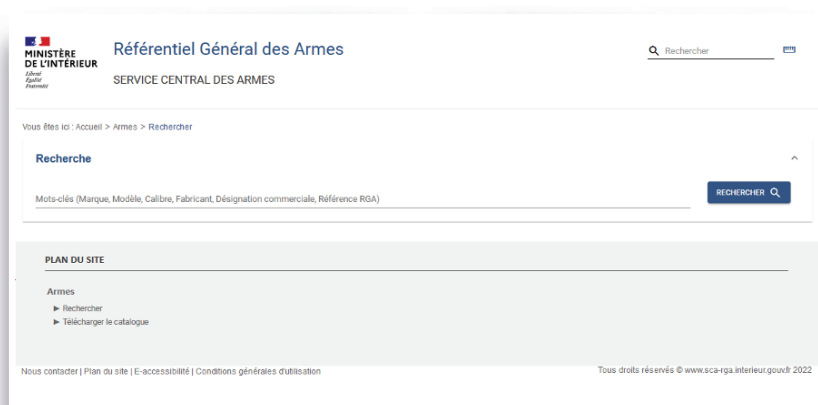 MINISTÈRE
DE L'INTÉRIEUR
Liberté
Égalité
Fraternité
Référentiel Général des Armes
SERVICE CENTRAL DES ARMES
Rechercher
Vous êtes ici : Accueil > Armes > Rechercher
Recherche
Mots-clés (Marque, Modèle, Calibre, Fabricant, Désignation commerciale, Référence RGA)
RECHERCHER
PLAN DU SITE
Armes
Rechercher
Télécharger le catalogue
Nous contacter | Plan du site | E-accessibilité | Conditions générales d'utilisation
Tous droits réservés © www.sca-rga.interieur.gouv.fr 2022